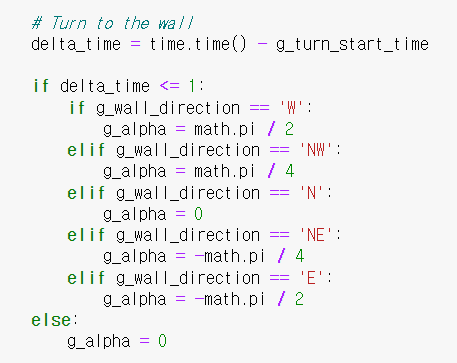 # Turn to the wall
delta_time = time.time() - g_turn_start_time

if delta_time <= 1:
    if g_wall_direction == 'W':
        g_alpha = math.pi / 2
    elif g_wall_direction == 'NW':
        g_alpha = math.pi / 4
    elif g_wall_direction == 'N':
        g_alpha = 0
    elif g_wall_direction == 'NE':
        g_alpha = -math.pi / 4
    elif g_wall_direction == 'E':
        g_alpha = -math.pi / 2
else:
    g_alpha = 0